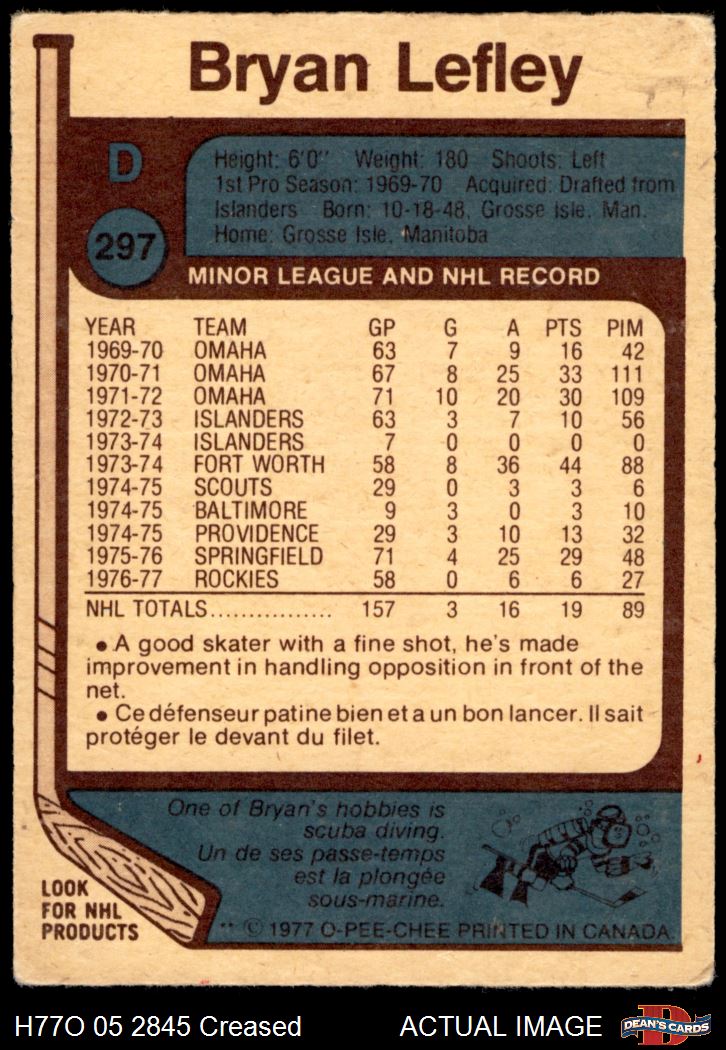 Bryan Lefley
D
Height: 6'0" Weight: 180 Shoots: Left
1st Pro Season: 1969-70 Acquired: Drafted from
Islanders Born: 10-18-48, Grosse Isle, Man.
Home: Grosse Isle, Manitoba
297
MINOR LEAGUE AND NHL RECORD
YEAR TEAM GP G A PTS PIM
1969-70 OMAHA 63 7 9 16 42
1970-71 OMAHA 67 8 25 33 111
1971-72 OMAHA 71 10 20 30 109
1972-73 ISLANDERS 63 3 7 10 56
1973-74 ISLANDERS 7 0 0 0 0
1973-74 FORT WORTH 58 8 36 44 88
1974-75 SCOUTS 29 0 3 3 6
1974-75 BALTIMORE 9 3 0 3 10
1974-75 PROVIDENCE 29 3 10 13 32
1975-76 SPRINGFIELD 71 4 25 29 48
1976-77 ROCKIES 58 0 6 6 27
NHL TOTALS................ 157 3 16 19 89
• A good skater with a fine shot, he's made
improvement in handling opposition in front of the
net.
• Ce défenseur patine bien et a un bon lancer. Il sait
protéger le devant du filet.
One of Bryan's hobbies is
scuba diving.
Un de ses passe-temps
est la plongée
sous-marine.
LOOK
FOR NHL
PRODUCTS
** © 1977 O-PEE-CHEE PRINTED IN CANADA
H77O 05 2845 Creased ACTUAL IMAGE
D
DEAN'S CARDS